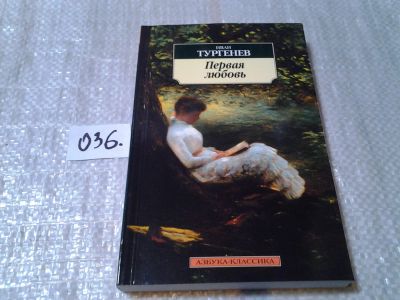 ИВАН
ТУРГЕНЕВ
Первая
любовь
036.
АЗБУКА-КЛАССИКА